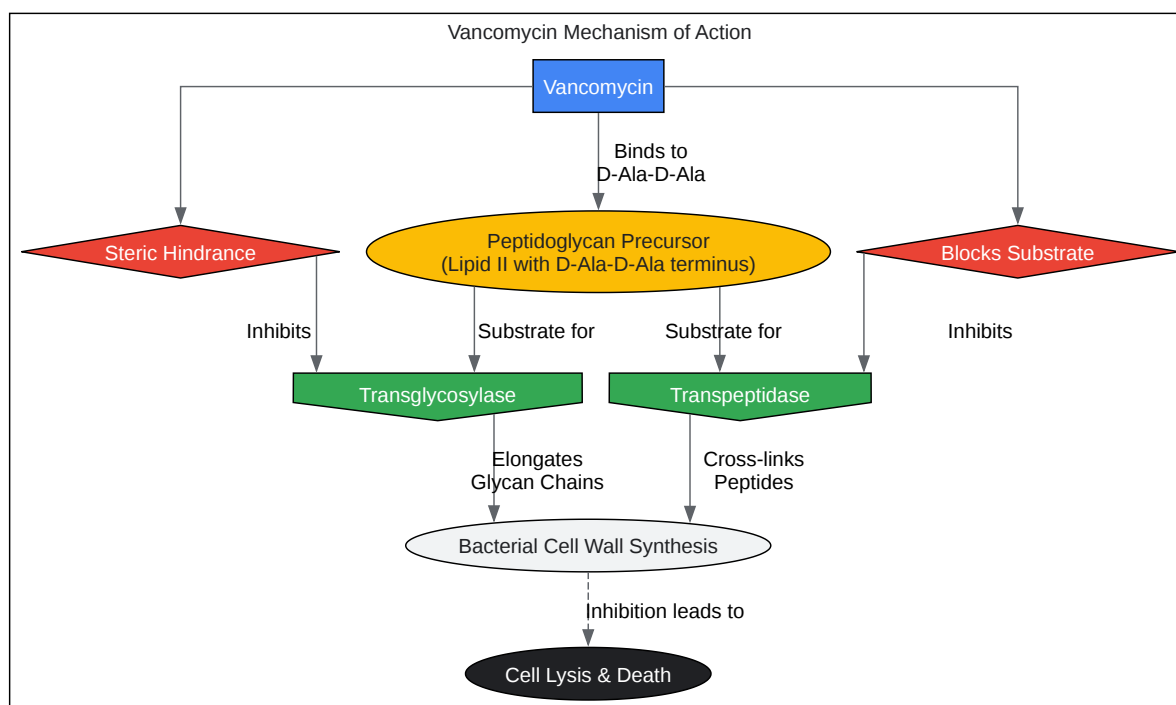 Vancomycin Mechanism of Action
Vancomycin
Binds to
D-Ala-D-Ala
Steric Hindrance
Peptidoglycan Precursor
(Lipid II with D-Ala-D-Ala terminus)
Blocks Substrate
Inhibits
Substrate for
Substrate for
Inhibits
Transglycosylase
Transpeptidase
Elongates
Glycan Chains
Cross-links
Peptides
Bacterial Cell Wall Synthesis
Inhibition leads to
Cell Lysis & Death